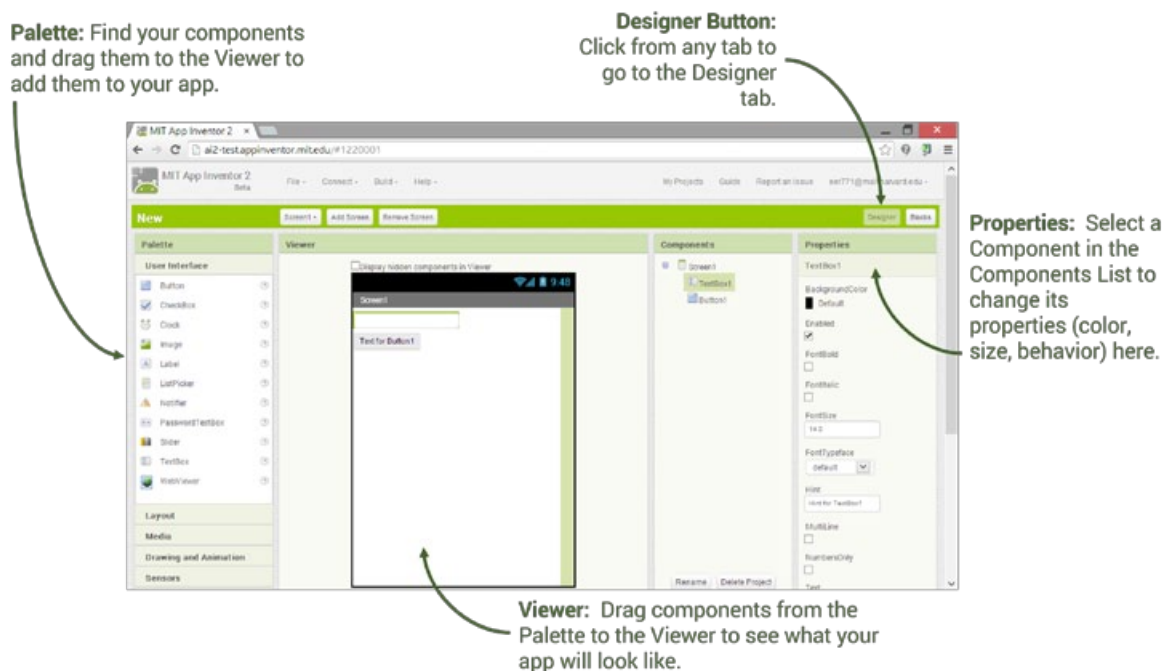 Palette: Find your components
and drag them to the Viewer to
add them to your app.
Designer Button:
Click from any tab to
go to the Designer
tab.
MIT App Inventor 2
ai2-test.appinventor.mit.edu/#1220001
MIT App Inventor 2
Beta
File Connect Build Help
My Projects Guide Report an issue
New
Screen1 Add Screen Remove Screen
Designer Blocks
Palette
User Interface
Button
CheckBox
Clock
Image
Label
ListPicker
Notifier
PasswordTextBox
Slider
TextBox
WebViewer
Layout
Media
Drawing and Animation
Sensors
Viewer
Display hidden components in Viewer
9:48
Screen1
Text for Button1
Components
Screen1
TextBox1
Button1
Rename Delete Project
Properties
TextBox1
BackgroundColor
Default
Enabled
FontBold
FontItalic
FontSize
14.0
FontTypeface
default
Hint
Hint for TextBox1
MultiLine
NumbersOnly
Text
Properties: Select a
Component in the
Components List to
change its
properties (color,
size, behavior) here.
Viewer: Drag components from the
Palette to the Viewer to see what your
app will look like.